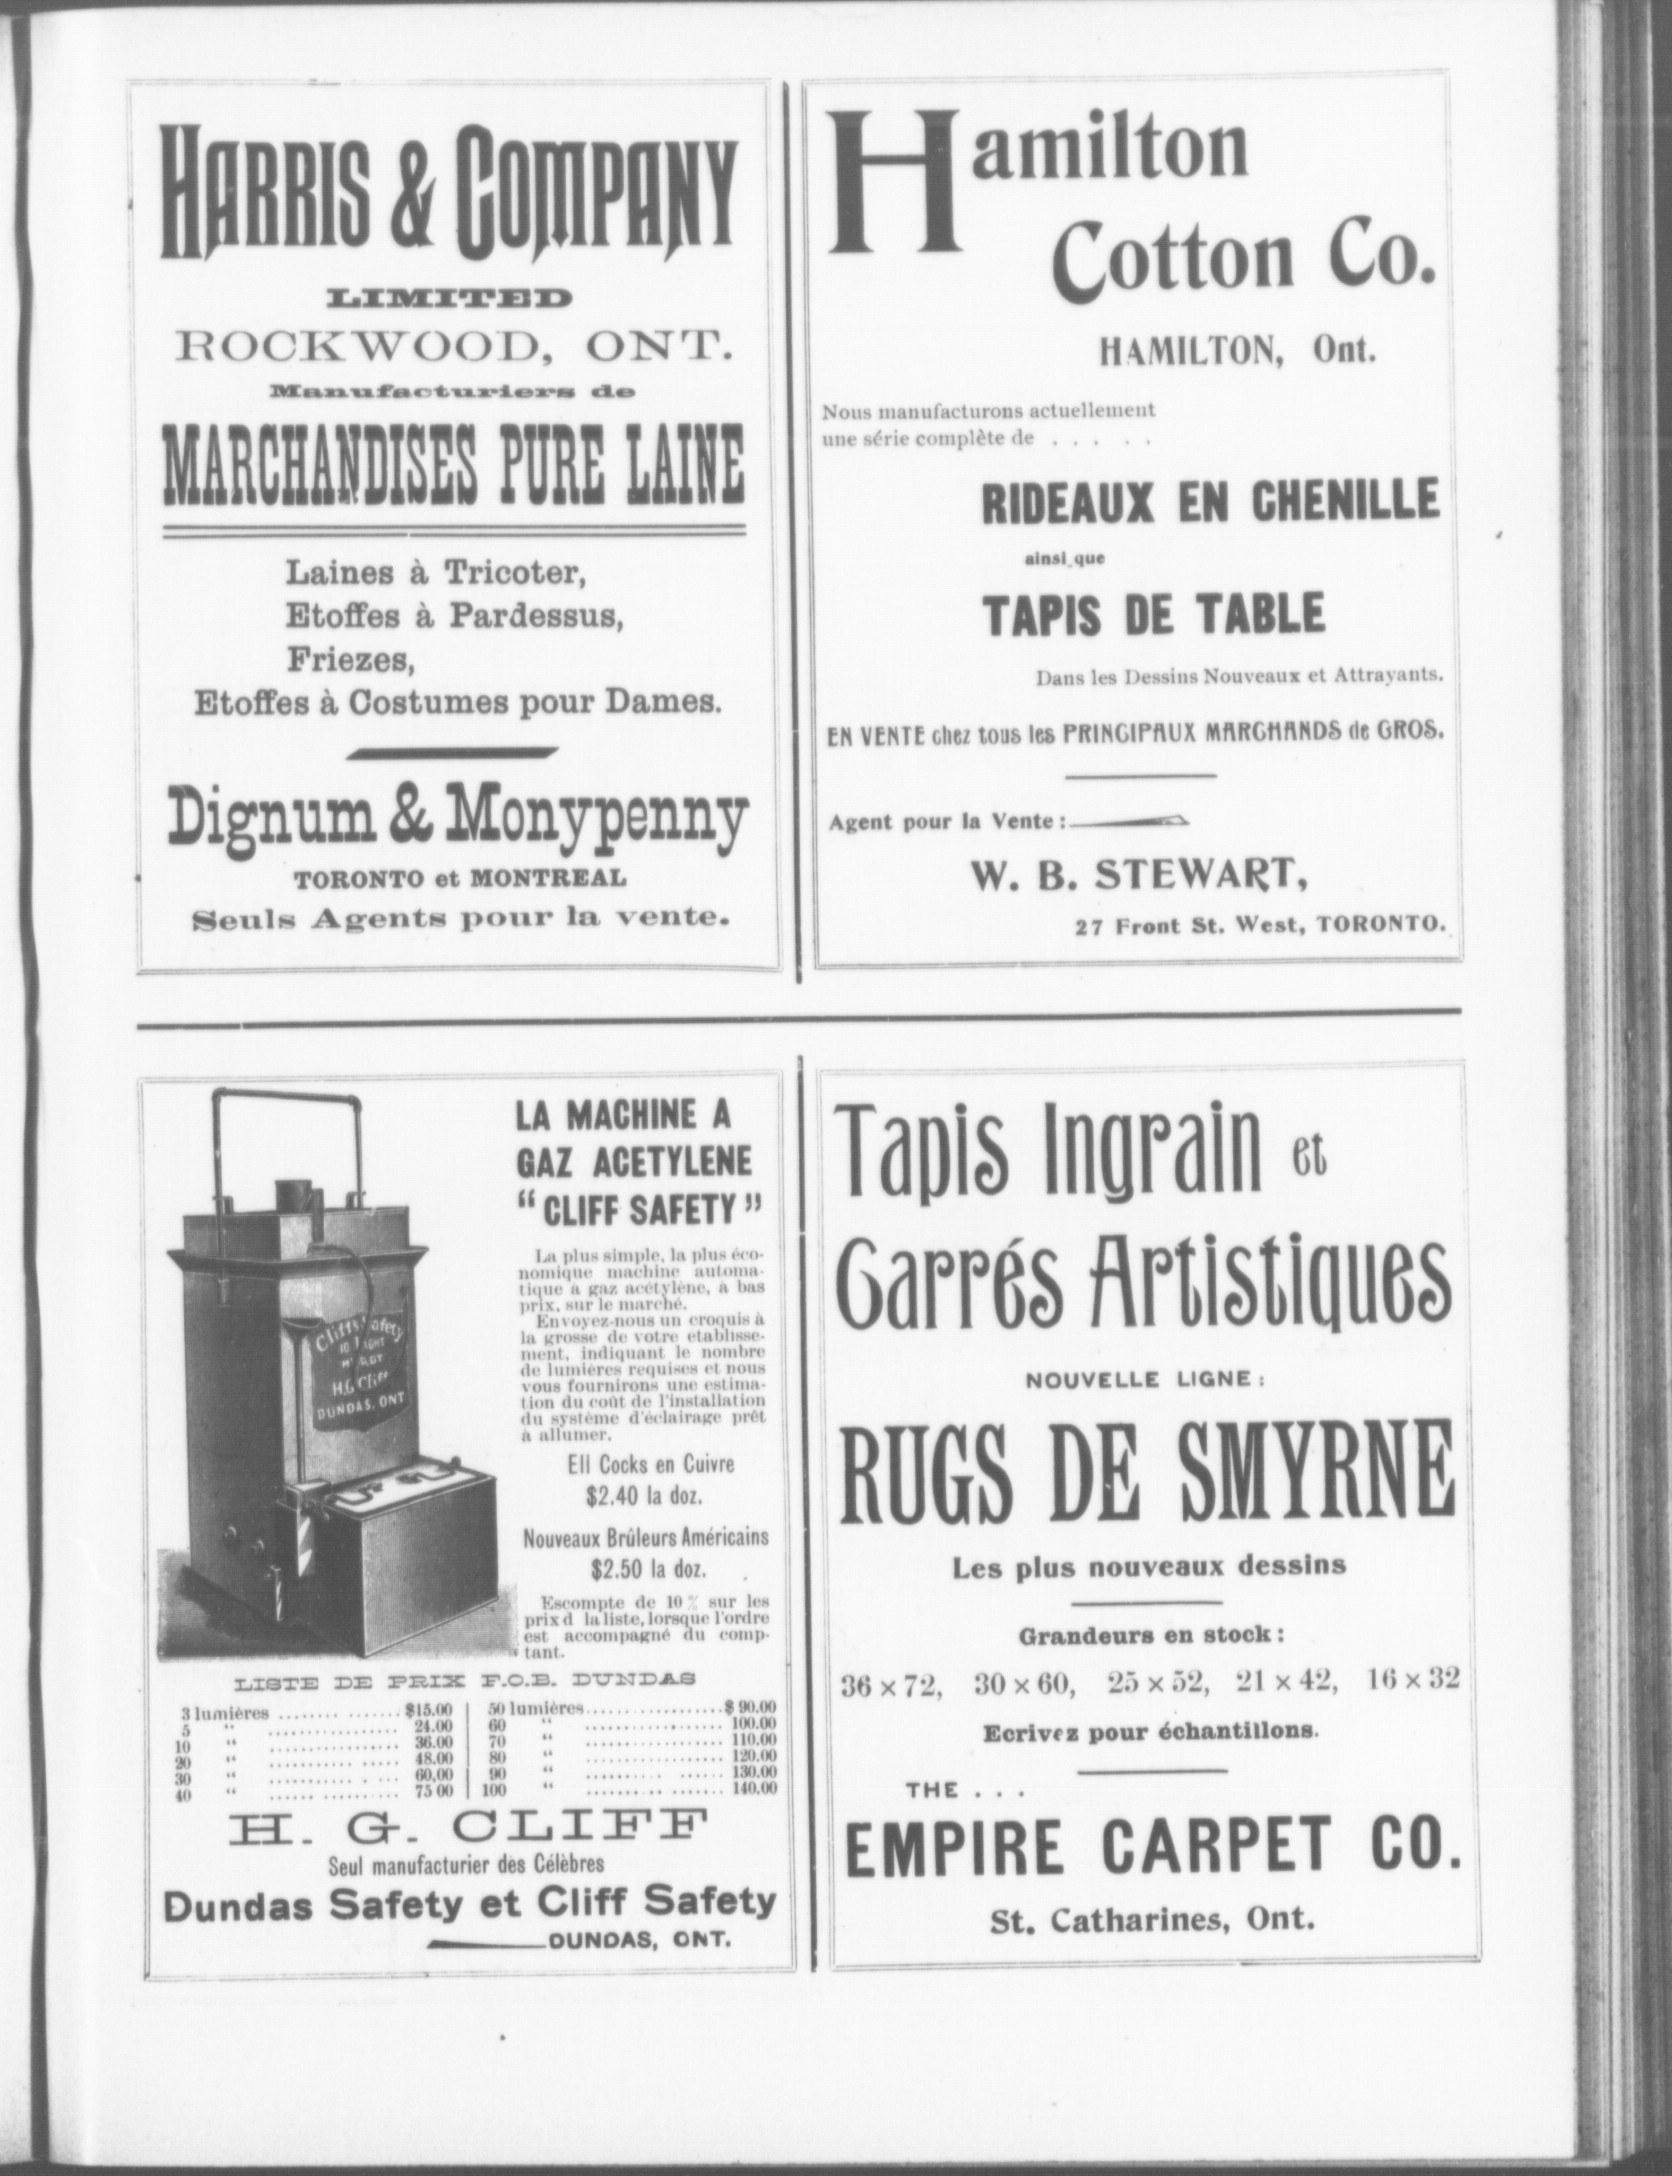 HARRIS & COMPANY
LIMITED
ROCKWOOD, ONT.
Manufacturiers de
MARCHANDISES PURE LAINE
Laines à Tricoter,
Etoffes à Pardessus,
Friezes,
Etoffes à Costumes pour Dames.
Dignum & Monypenny
TORONTO et MONTREAL
Seuls Agents pour la vente.
Hamilton
Cotton Co.
HAMILTON, Ont.
Nous manufacturons actuellement
une série complète de . . . . .
RIDEAUX EN CHENILLE
ainsi que
TAPIS DE TABLE
Dans les Dessins Nouveaux et Attrayants.
EN VENTE chez tous les PRINCIPAUX MARCHANDS de GROS.
Agent pour la Vente :
W. B. STEWART,
27 Front St. West, TORONTO.
LA MACHINE A
GAZ ACETYLENE
“ CLIFF SAFETY ”
La plus simple, la plus éco-
nomique machine automa-
tique à gaz acétylène, à bas
prix, sur le marché.
Envoyez-nous un croquis à
la grosse de votre etablisse-
ment, indiquant le nombre
de lumières requises et nous
vous fournirons une estima-
tion du coût de l'installation
du système d'éclairage prêt
à allumer.
Ell Cocks en Cuivre
$2.40 la doz.
Nouveaux Brûleurs Américains
$2.50 la doz.
Escompte de 10 % sur les
prix d la liste, lorsque l'ordre
est accompagné du comp-
tant.
Cliff's Safety
10 LIGHT
H.G Cliff
DUNDAS. ONT
LISTE DE PRIX F.O.B. DUNDAS
3 lumières ........ ....... $15.00 | 50 lumières................... $ 90.00
5 “ ................. 24.00 | 60 “ .................. 100.00
10 “ ................. 36.00 | 70 “ .................. 110.00
20 “ ........... ..... 48.00 | 80 “ .................. 120.00
30 “ ........... . ... 60,00 | 90 “ .......... ...... 130.00
40 “ ...... .......... 75 00 | 100 “ ........ .. ....... 140.00
H. G. CLIFF
Seul manufacturier des Célèbres
Dundas Safety et Cliff Safety
DUNDAS, ONT.
Tapis Ingrain et
Carrés Artistiques
NOUVELLE LIGNE :
RUGS DE SMYRNE
Les plus nouveaux dessins
Grandeurs en stock :
36 × 72, 30 × 60, 25 × 52, 21 × 42, 16 × 32
Ecrivez pour échantillons.
THE . . .
EMPIRE CARPET CO.
St. Catharines, Ont.